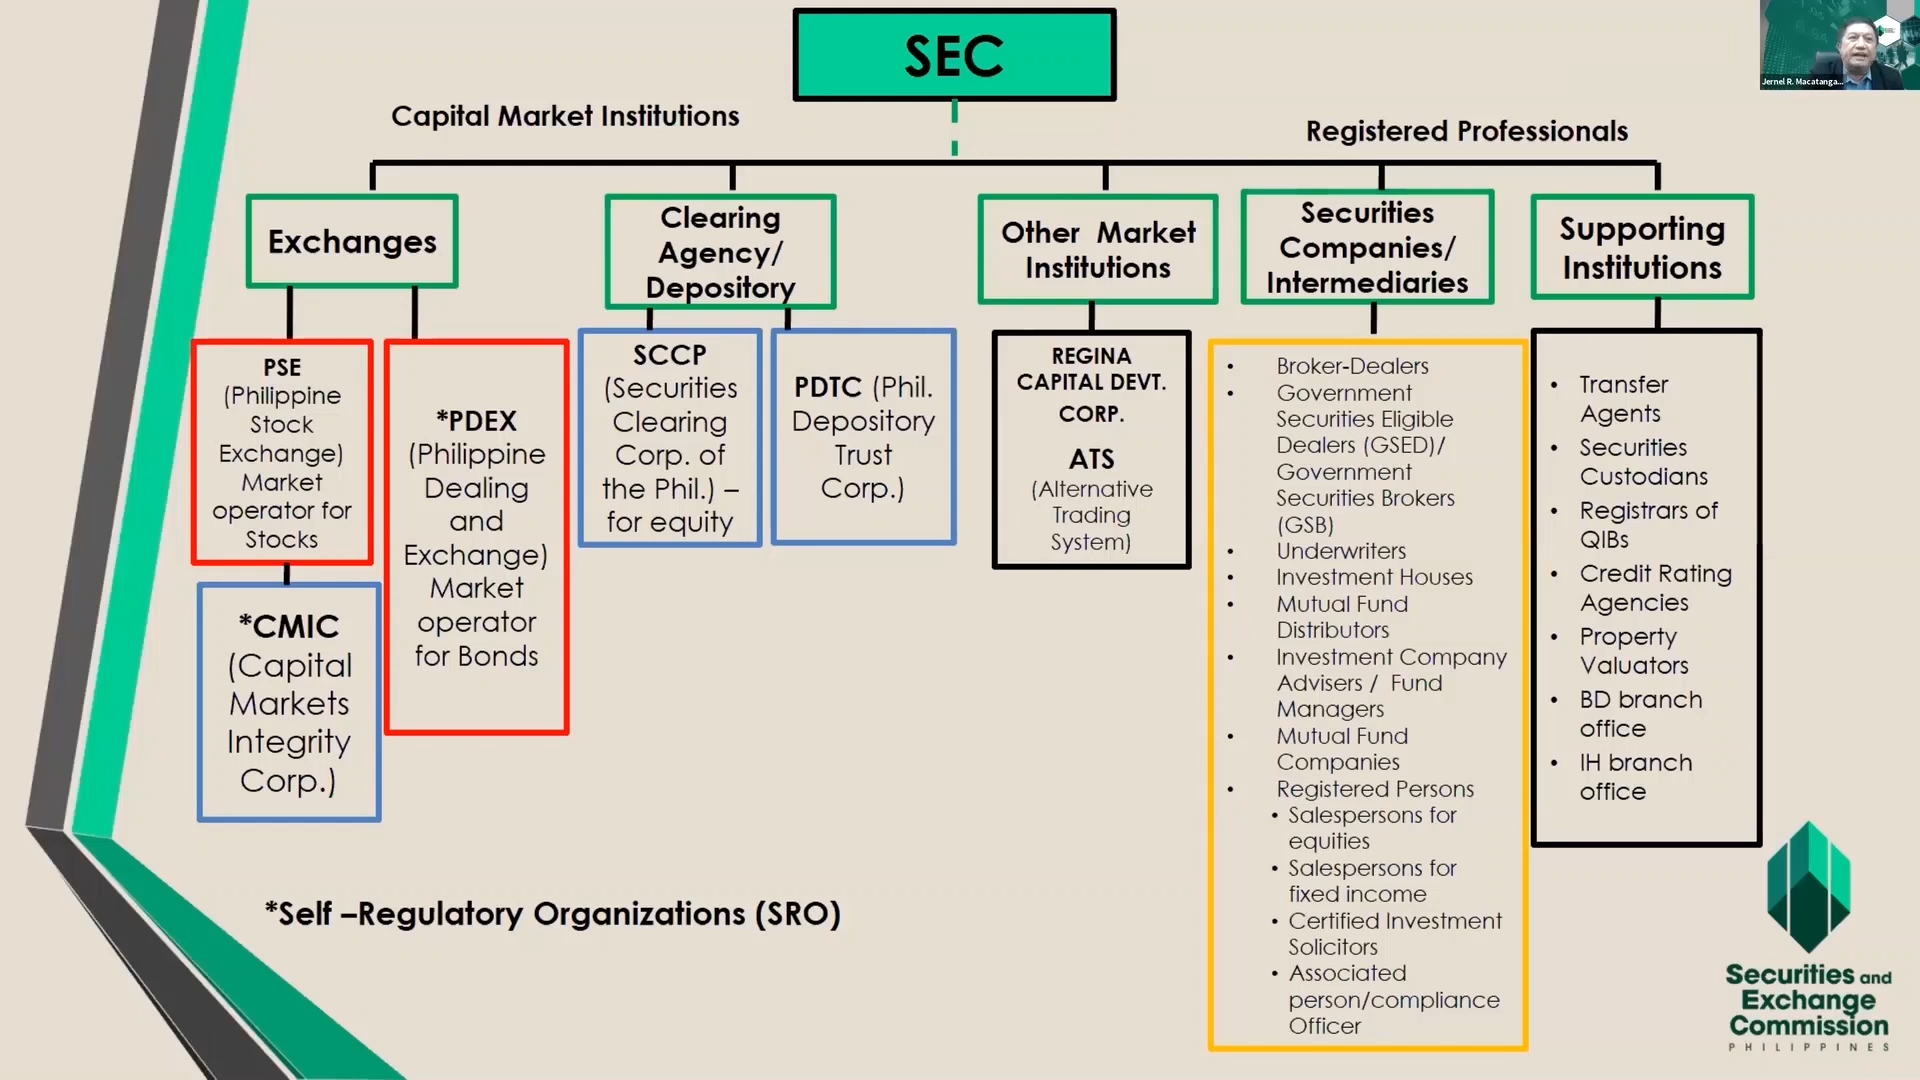 SEC
Jernel R. Macatanga...
Capital Market Institutions
Registered Professionals
Exchanges
Clearing
Agency/
Depository
Other Market
Institutions
Securities
Companies/
Intermediaries
Supporting
Institutions
PSE
(Philippine
Stock
Exchange)
Market
operator for
Stocks
*CMIC
(Capital
Markets
Integrity
Corp.)
*PDEX
(Philippine
Dealing
and
Exchange)
Market
operator
for Bonds
SCCP
(Securities
Clearing
Corp. of
the Phil.) –
for equity
PDTC (Phil.
Depository
Trust
Corp.)
REGINA
CAPITAL DEVT.
CORP.
ATS
(Alternative
Trading
System)
• Broker-Dealers
• Government
Securities Eligible
Dealers (GSED)/
Government
Securities Brokers
(GSB)
• Underwriters
• Investment Houses
• Mutual Fund
Distributors
• Investment Company
Advisers / Fund
Managers
• Mutual Fund
Companies
• Registered Persons
• Salespersons for
equities
• Salespersons for
fixed income
• Certified Investment
Solicitors
• Associated
person/compliance
Officer
• Transfer
Agents
• Securities
Custodians
• Registrars of
QIBs
• Credit Rating
Agencies
• Property
Valuators
• BD branch
office
• IH branch
office
*Self –Regulatory Organizations (SRO)
Securities and
Exchange
Commission
PHILIPPINES